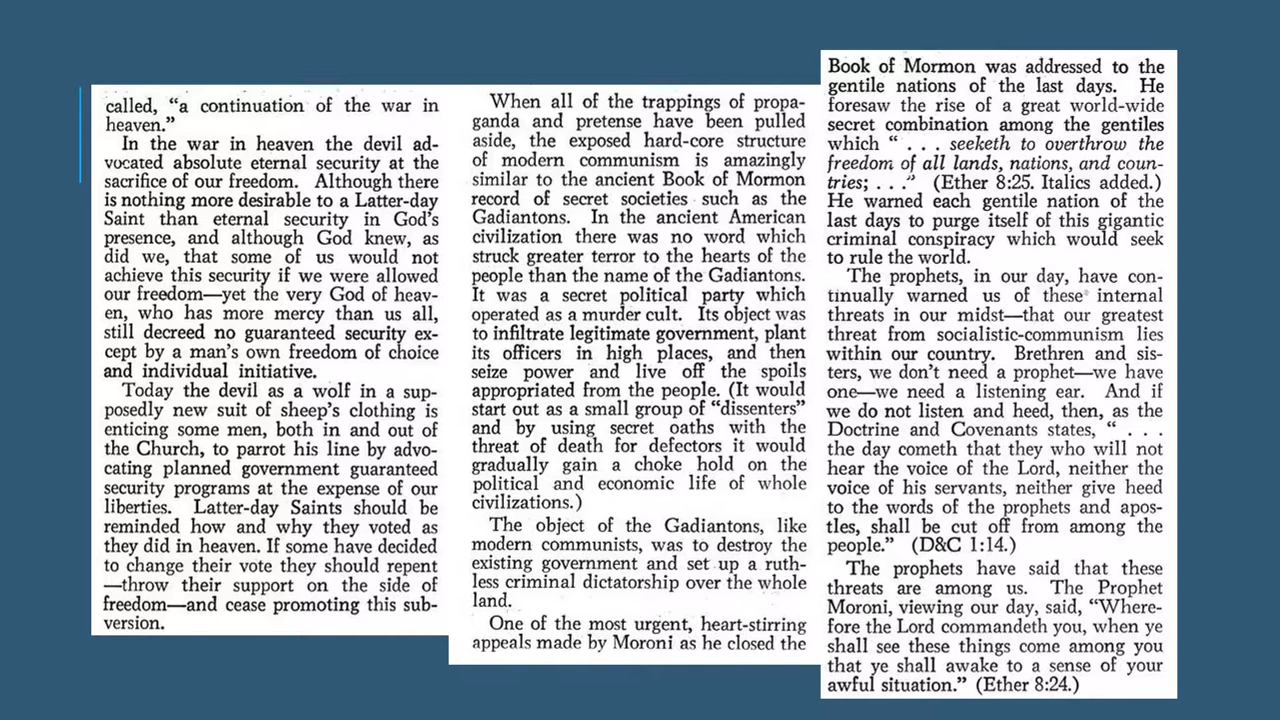 called, "a continuation of the war in
heaven."
In the war in heaven the devil ad-
vocated absolute eternal security at the
sacrifice of our freedom. Although there
is nothing more desirable to a Latter-day
Saint than eternal security in God's
presence, and although God knew, as
did we, that some of us would not
achieve this security if we were allowed
our freedom—yet the very God of heav-
en, who has more mercy than us all,
still decreed no guaranteed security ex-
cept by a man's own freedom of choice
and individual initiative.
Today the devil as a wolf in a sup-
posedly new suit of sheep's clothing is
enticing some men, both in and out of
the Church, to parrot his line by advo-
cating planned government guaranteed
security programs at the expense of our
liberties. Latter-day Saints should be
reminded how and why they voted as
they did in heaven. If some have decided
to change their vote they should repent
—throw their support on the side of
freedom—and cease promoting this sub-
version.
When all of the trappings of propa-
ganda and pretense have been pulled
aside, the exposed hard-core structure
of modern communism is amazingly
similar to the ancient Book of Mormon
record of secret societies such as the
Gadiantons. In the ancient American
civilization there was no word which
struck greater terror to the hearts of the
people than the name of the Gadiantons.
It was a secret political party which
operated as a murder cult. Its object was
to infiltrate legitimate government, plant
its officers in high places, and then
seize power and live off the spoils
appropriated from the people. (It would
start out as a small group of "dissenters"
and by using secret oaths with the
threat of death for defectors it would
gradually gain a choke hold on the
political and economic life of whole
civilizations.)
The object of the Gadiantons, like
modern communists, was to destroy the
existing government and set up a ruth-
less criminal dictatorship over the whole
land.
One of the most urgent, heart-stirring
appeals made by Moroni as he closed the
Book of Mormon was addressed to the
gentile nations of the last days. He
foresaw the rise of a great world-wide
secret combination among the gentiles
which " . . . seeketh to overthrow the
freedom of all lands, nations, and coun-
tries; . . ." (Ether 8:25. Italics added.)
He warned each gentile nation of the
last days to purge itself of this gigantic
criminal conspiracy which would seek
to rule the world.
The prophets, in our day, have con-
tinually warned us of these internal
threats in our midst—that our greatest
threat from socialistic-communism lies
within our country. Brethren and sis-
ters, we don't need a prophet—we have
one—we need a listening ear. And if
we do not listen and heed, then, as the
Doctrine and Covenants states, " . . .
the day cometh that they who will not
hear the voice of the Lord, neither the
voice of his servants, neither give heed
to the words of the prophets and apos-
tles, shall be cut off from among the
people." (D&C 1:14.)
The prophets have said that these
threats are among us. The Prophet
Moroni, viewing our day, said, "Where-
fore the Lord commandeth you, when ye
shall see these things come among you
that ye shall awake to a sense of your
awful situation." (Ether 8:24.)